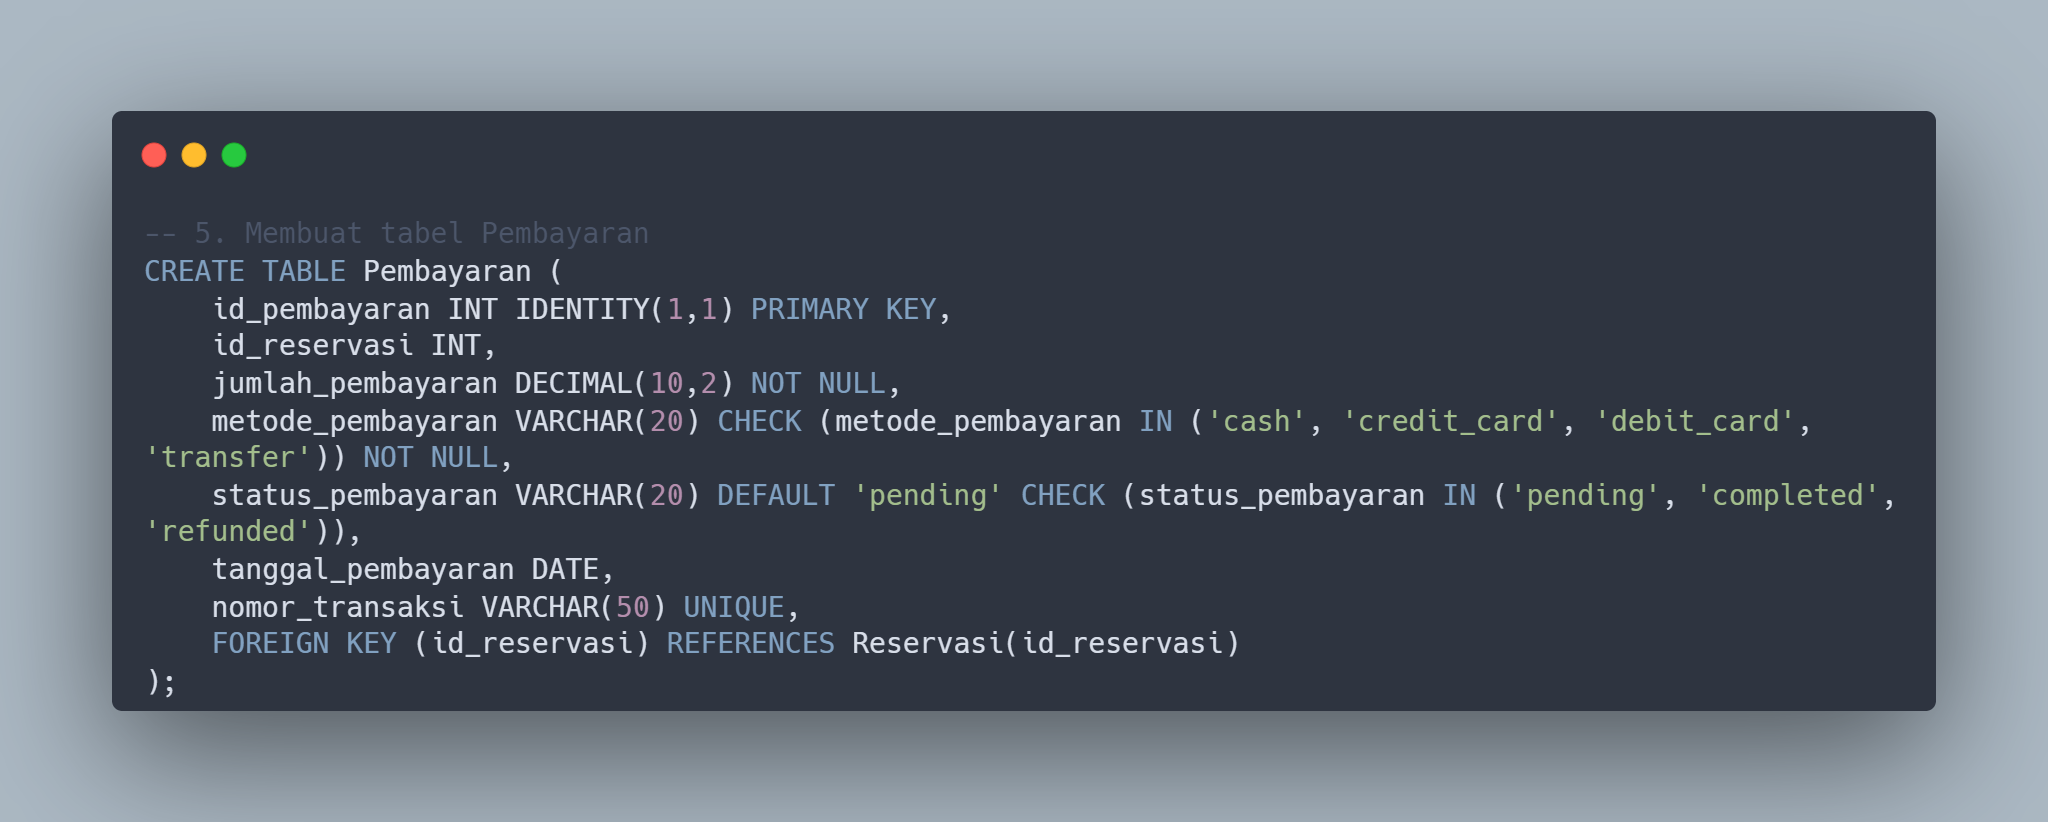 -- 5. Membuat tabel Pembayaran
CREATE TABLE Pembayaran (
    id_pembayaran INT IDENTITY(1,1) PRIMARY KEY,
    id_reservasi INT,
    jumlah_pembayaran DECIMAL(10,2) NOT NULL,
    metode_pembayaran VARCHAR(20) CHECK (metode_pembayaran IN ('cash', 'credit_card', 'debit_card',
'transfer')) NOT NULL,
    status_pembayaran VARCHAR(20) DEFAULT 'pending' CHECK (status_pembayaran IN ('pending', 'completed',
'refunded')),
    tanggal_pembayaran DATE,
    nomor_transaksi VARCHAR(50) UNIQUE,
    FOREIGN KEY (id_reservasi) REFERENCES Reservasi(id_reservasi)
);